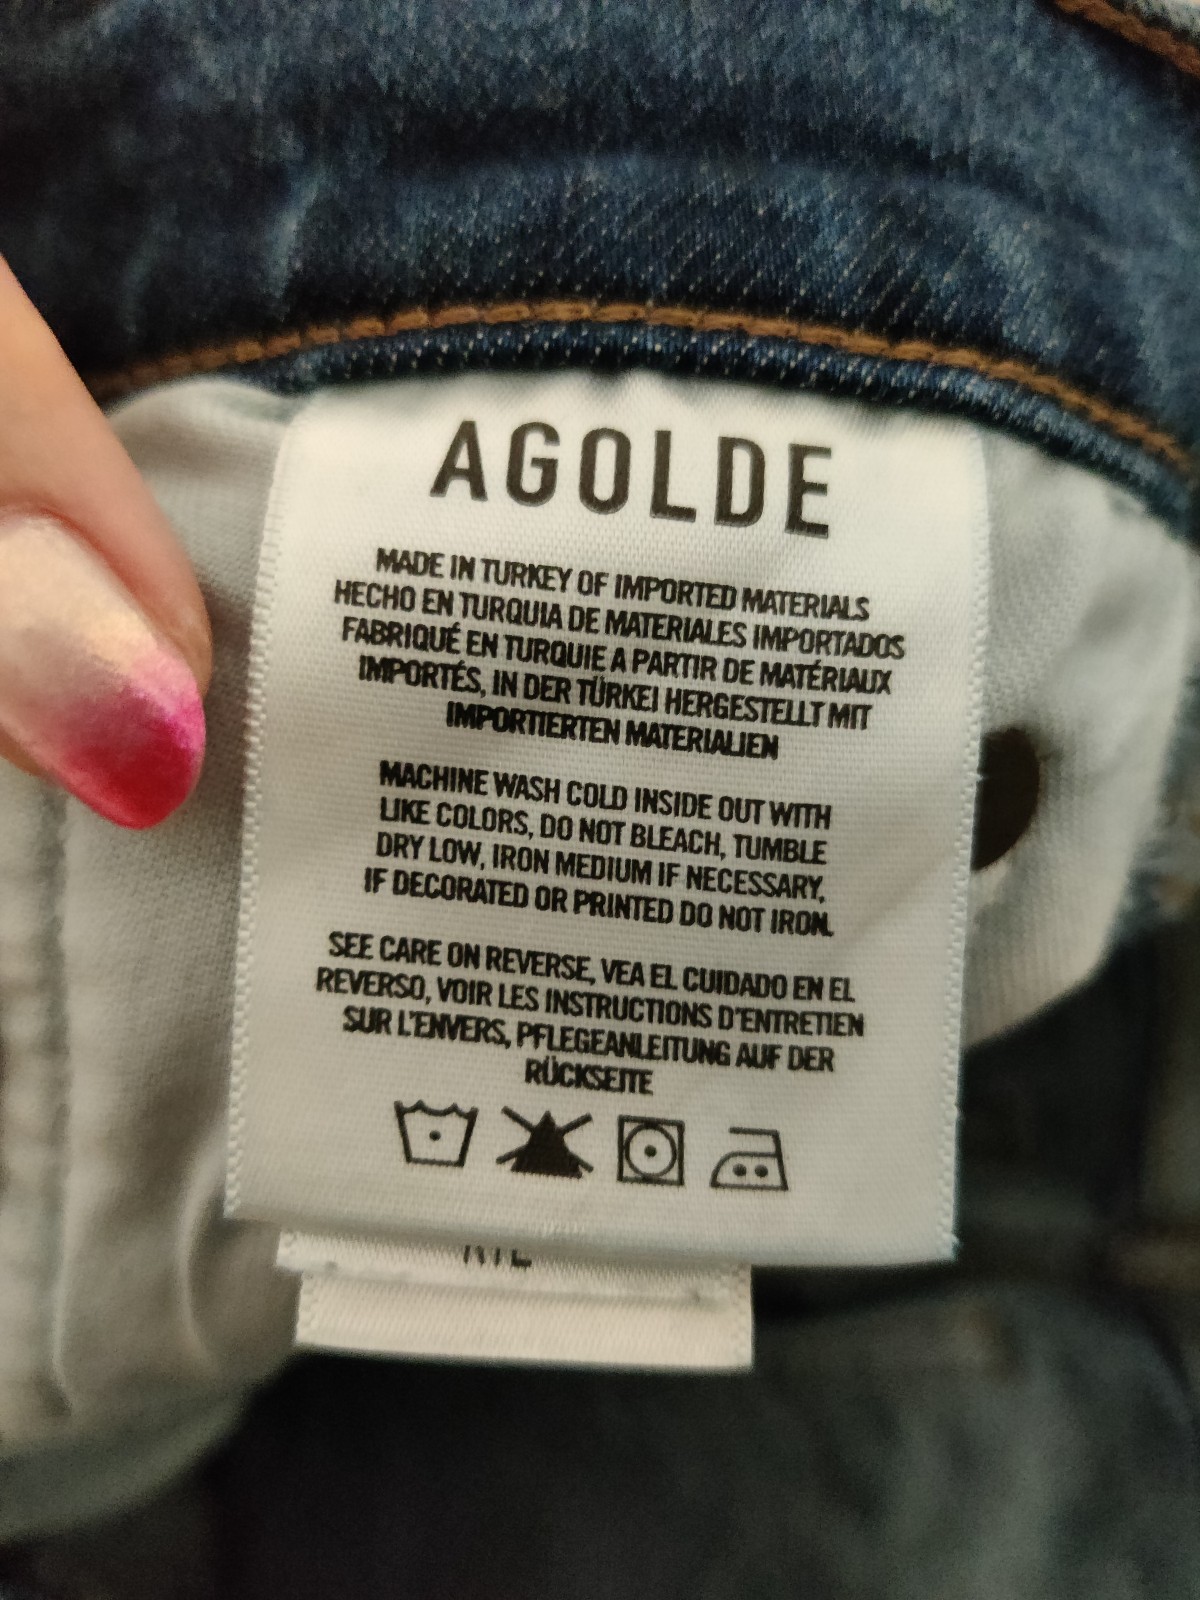 AGOLDE
MADE IN TURKEY OF IMPORTED MATERIALS
HECHO EN TURQUIA DE MATERIALES IMPORTADOS
FABRIQUÉ EN TURQUIE A PARTIR DE MATÉRIAUX
IMPORTÉS, IN DER TÜRKEI HERGESTELLT MIT
IMPORTIERTEN MATERIALIEN
MACHINE WASH COLD INSIDE OUT WITH
LIKE COLORS, DO NOT BLEACH, TUMBLE
DRY LOW, IRON MEDIUM IF NECESSARY,
IF DECORATED OR PRINTED DO NOT IRON.
SEE CARE ON REVERSE, VEA EL CUIDADO EN EL
REVERSO, VOIR LES INSTRUCTIONS D'ENTRETIEN
SUR L'ENVERS, PFLEGEANLEITUNG AUF DER
RÜCKSEITE